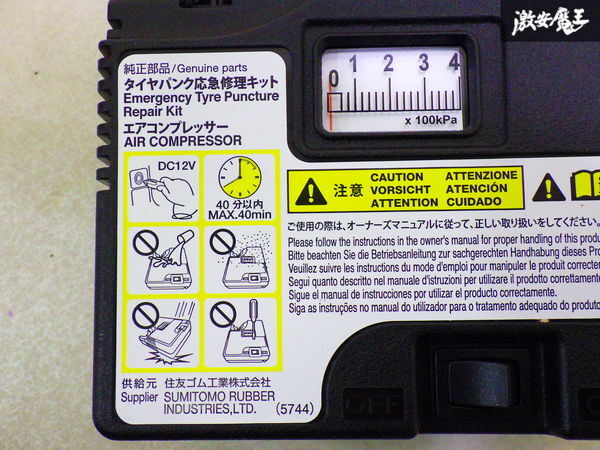 激安魔王
純正部品/Genuine parts
タイヤパンク応急修理キット
Emergency Tyre Puncture
Repair Kit
エアコンプレッサー
AIR COMPRESSOR
0 1 2 3 4
x 100kPa
DC12V
40分以内
MAX.40min
注意
CAUTION ATTENZIONE
VORSICHT ATENCIÓN
ATTENTION CUIDADO
ご使用の際は、オーナーズマニュアルに従って、正しい取り扱いをしてください。
Please follow the instructions in the owner's manual for proper handling of this produ
Bitte beachten Sie die Betriebsanleitung zur sachgerechten Handhabung dieses Pro
Veuillez suivre les instructions du mode d'emploi pour manipuler le produit correctem
Segui quanto descritto nel manuale d'istruzioni per utilizzare il prodotto correttament
Sigue el manual de instrucciones por utilizar el producto correctamente.
Siga as instruções no manual do utilizador para o tratamento adequado do produto
供給元 住友ゴム工業株式会社
Supplier SUMITOMO RUBBER
INDUSTRIES,LTD. (5744)
OFF